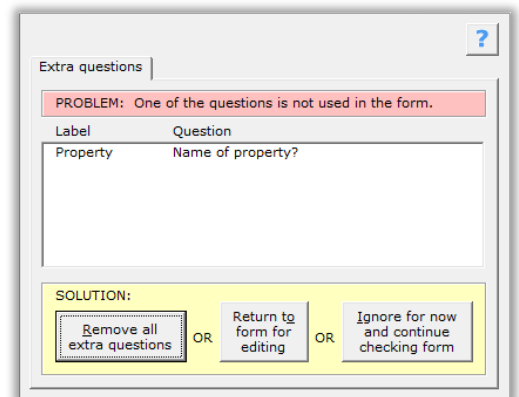 ?
Extra questions
PROBLEM: One of the questions is not used in the form.
Label Question
Property Name of property?
SOLUTION:
Remove all
extra questions
OR
Return to
form for
editing
OR
Ignore for now
and continue
checking form